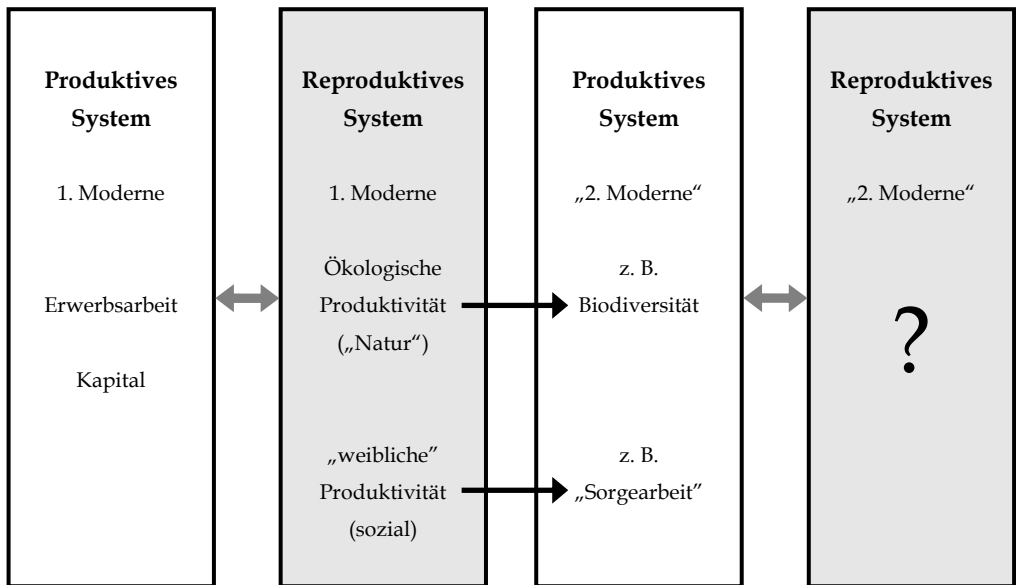 Produktives
System
1. Moderne
Erwerbsarbeit
Kapital
Reproduktives
System
1. Moderne
Ökologische
Produktivität
(„Natur“)
„weibliche”
Produktivität
(sozial)
Produktives
System
„2. Moderne“
z. B.
Biodiversität
z. B.
„Sorgearbeit”
Reproduktives
System
„2. Moderne“
?